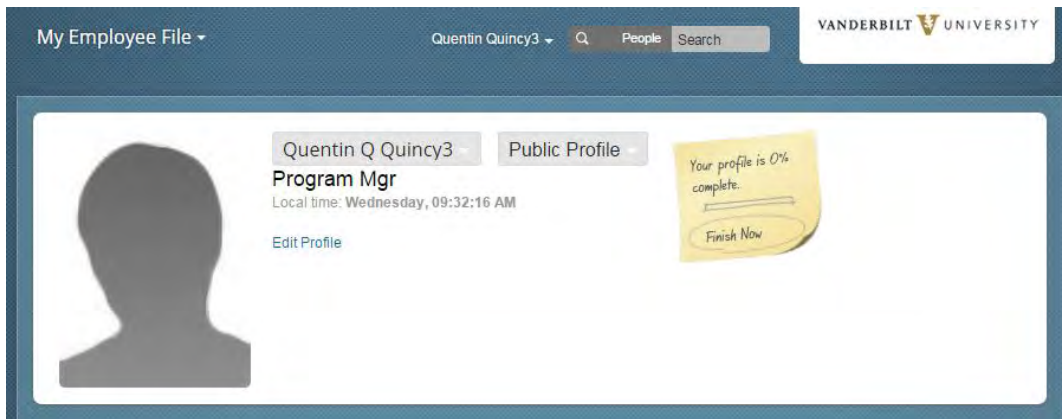 My Employee File
Quentin Quincy3
People
Search
VANDERBILT V UNIVERSITY
Quentin Q Quincy3
Public Profile
Program Mgr
Local time: Wednesday, 09:32:16 AM
Edit Profile
Your profile is 0%
complete.
Finish Now